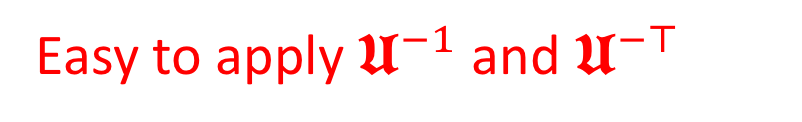 Easy to apply 𝖀⁻¹ and 𝖀⁻ᵀ